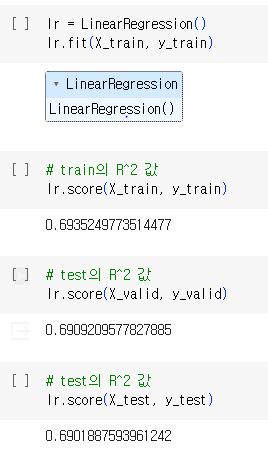 [ ] lr = LinearRegression()
lr.fit(X_train, y_train)
▾ LinearRegression
LinearRegression()
[ ] # train의 R^2 값
lr.score(X_train, y_train)
0.6935249773514477
[ ] # test의 R^2 값
lr.score(X_valid, y_valid)
0.6909209577827885
[ ] # test의 R^2 값
lr.score(X_test, y_test)
0.6901887593961242